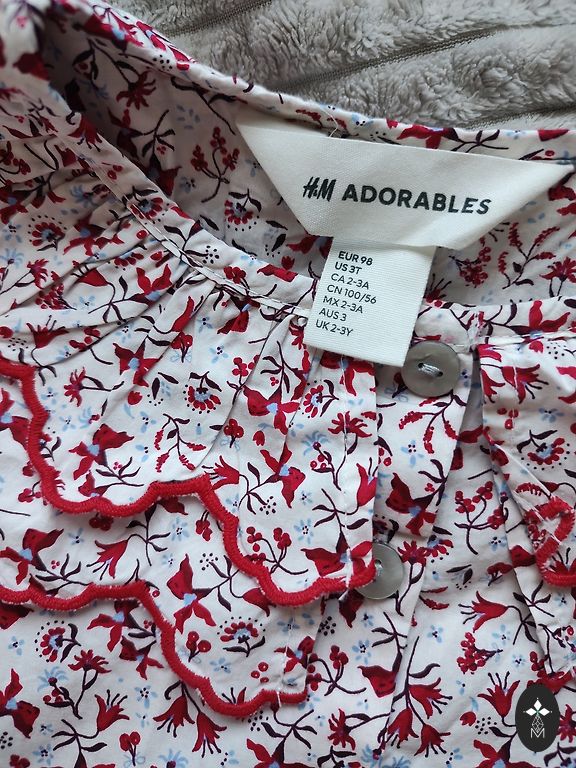 H&M ADORABLES
EUR 98
US 3T
CA 2-3A
CN 100/56
MX 2-3A
AUS 3
UK 2-3Y
M